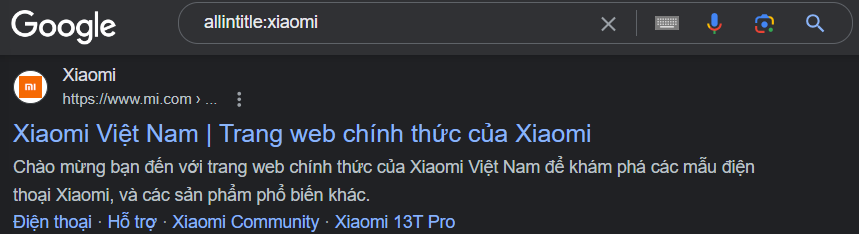 Google
allintitle:xiaomi
Xiaomi
https://www.mi.com › ...
Xiaomi Việt Nam | Trang web chính thức của Xiaomi
Chào mừng bạn đến với trang web chính thức của Xiaomi Việt Nam để khám phá các mẫu điện
thoại Xiaomi, và các sản phẩm phổ biến khác.
Điện thoại · Hỗ trợ · Xiaomi Community · Xiaomi 13T Pro